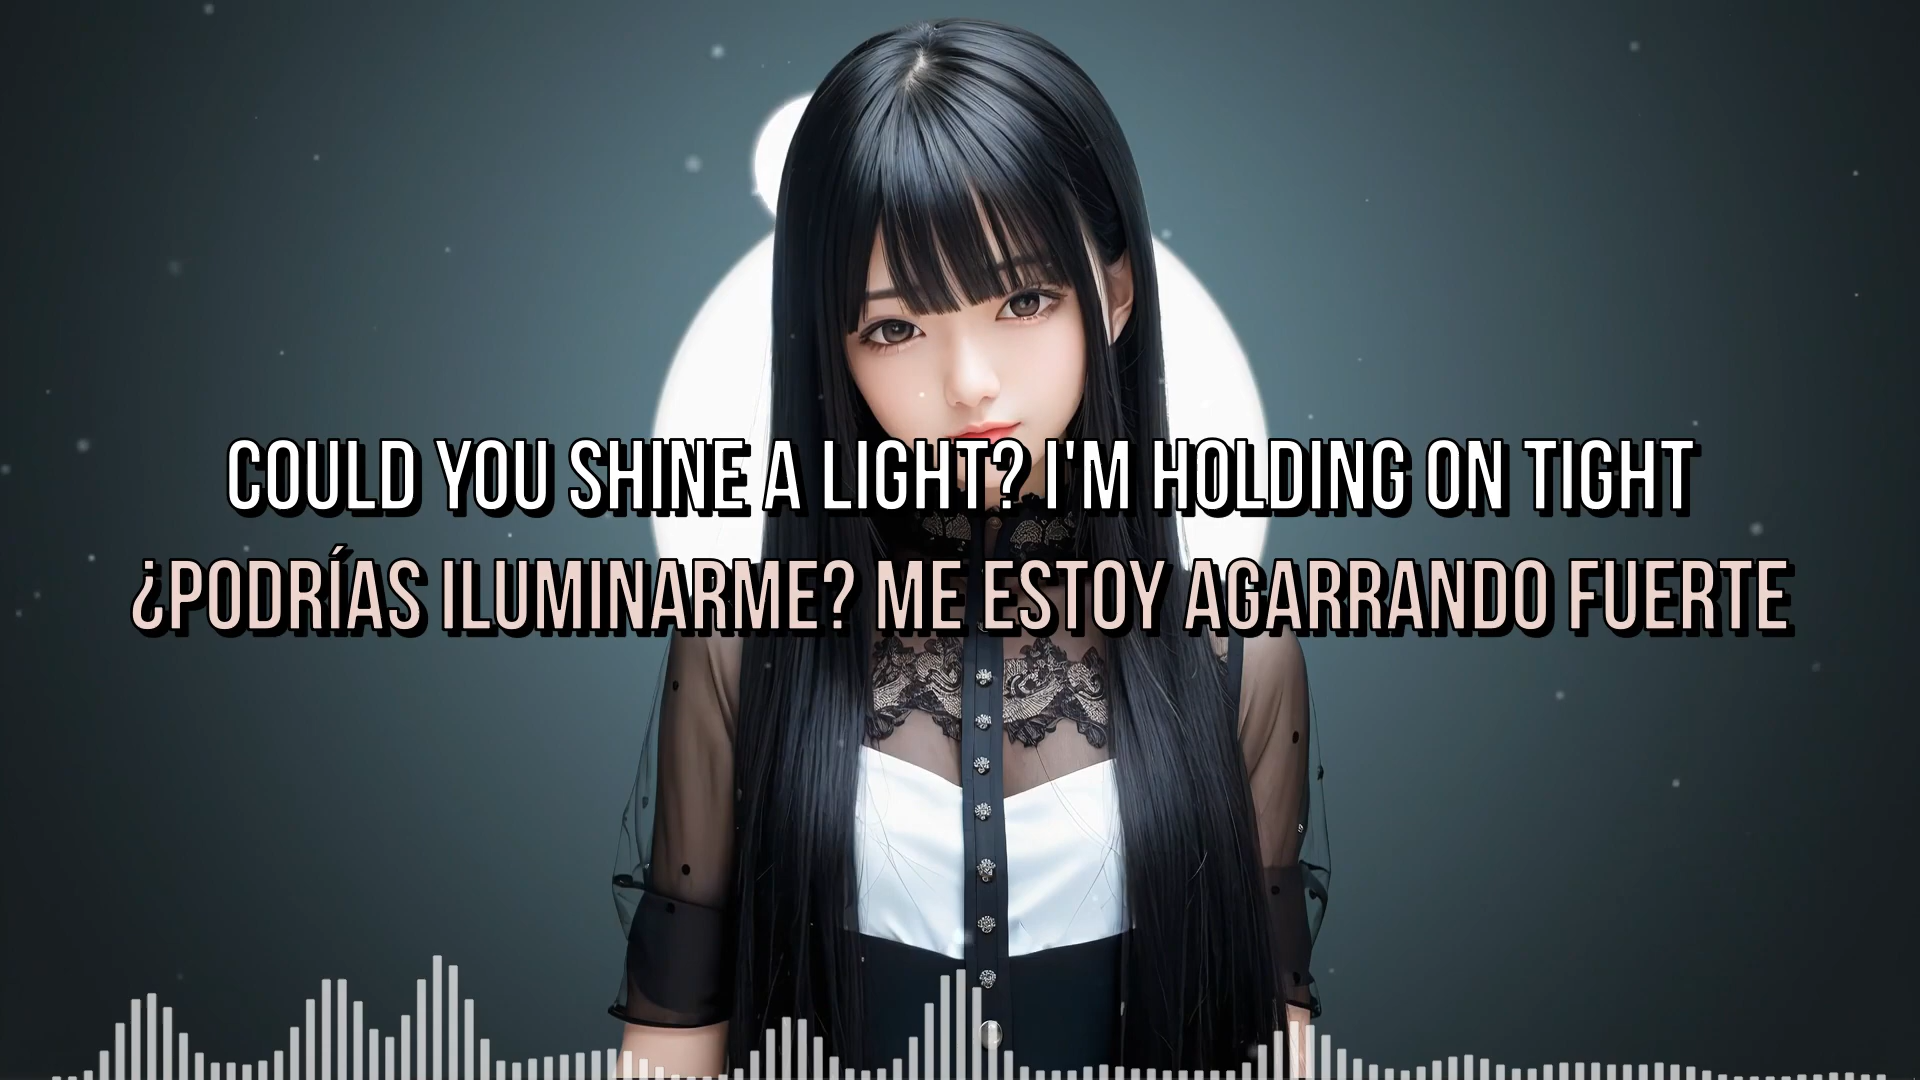 COULD YOU SHINE A LIGHT? I'M HOLDING ON TIGHT
¿PODRÍAS ILUMINARME? ME ESTOY AGARRANDO FUERTE